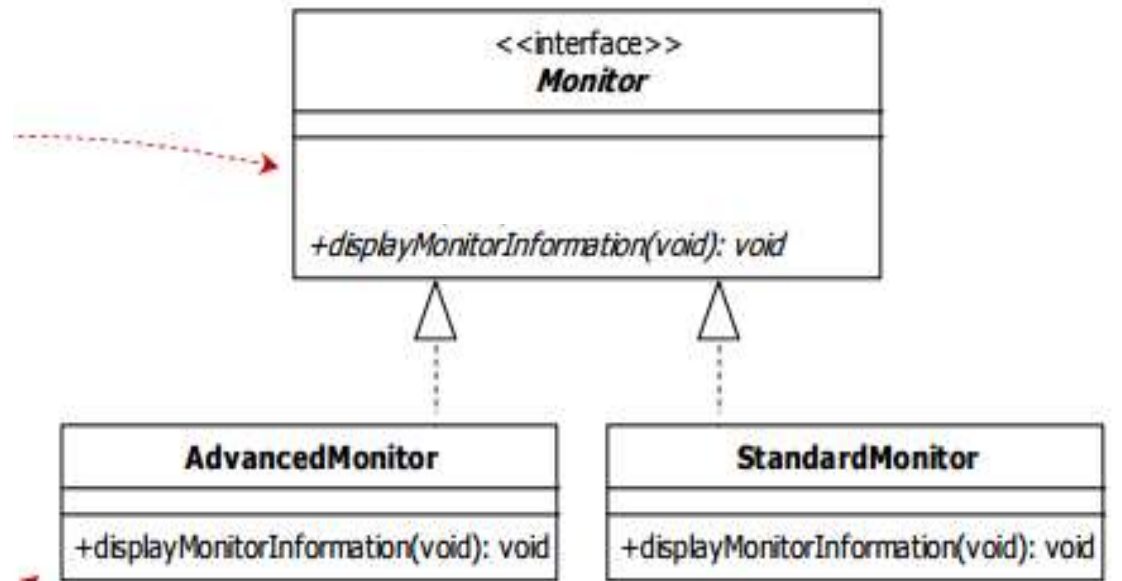 <<interface>>
Monitor
+displayMonitorInformation(void): void
AdvancedMonitor
+displayMonitorInformation(void): void
StandardMonitor
+displayMonitorInformation(void): void